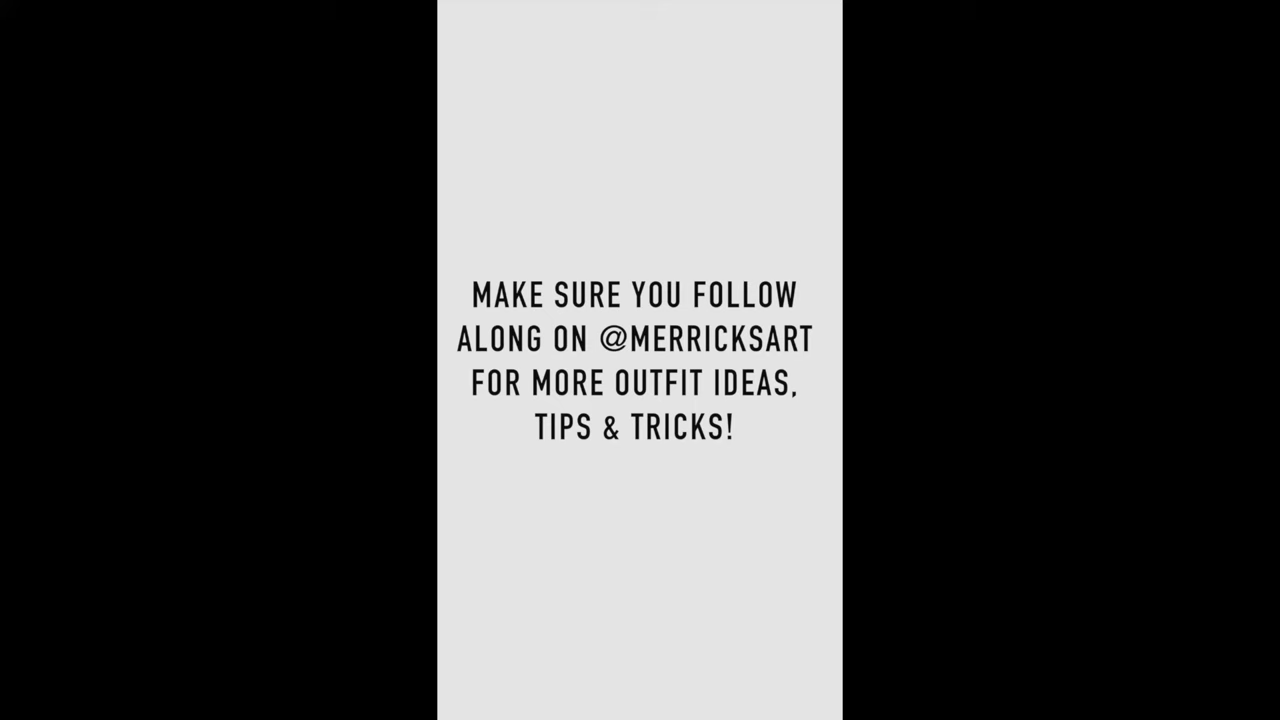 MAKE SURE YOU FOLLOW
ALONG ON @MERRICKSART
FOR MORE OUTFIT IDEAS,
TIPS & TRICKS!